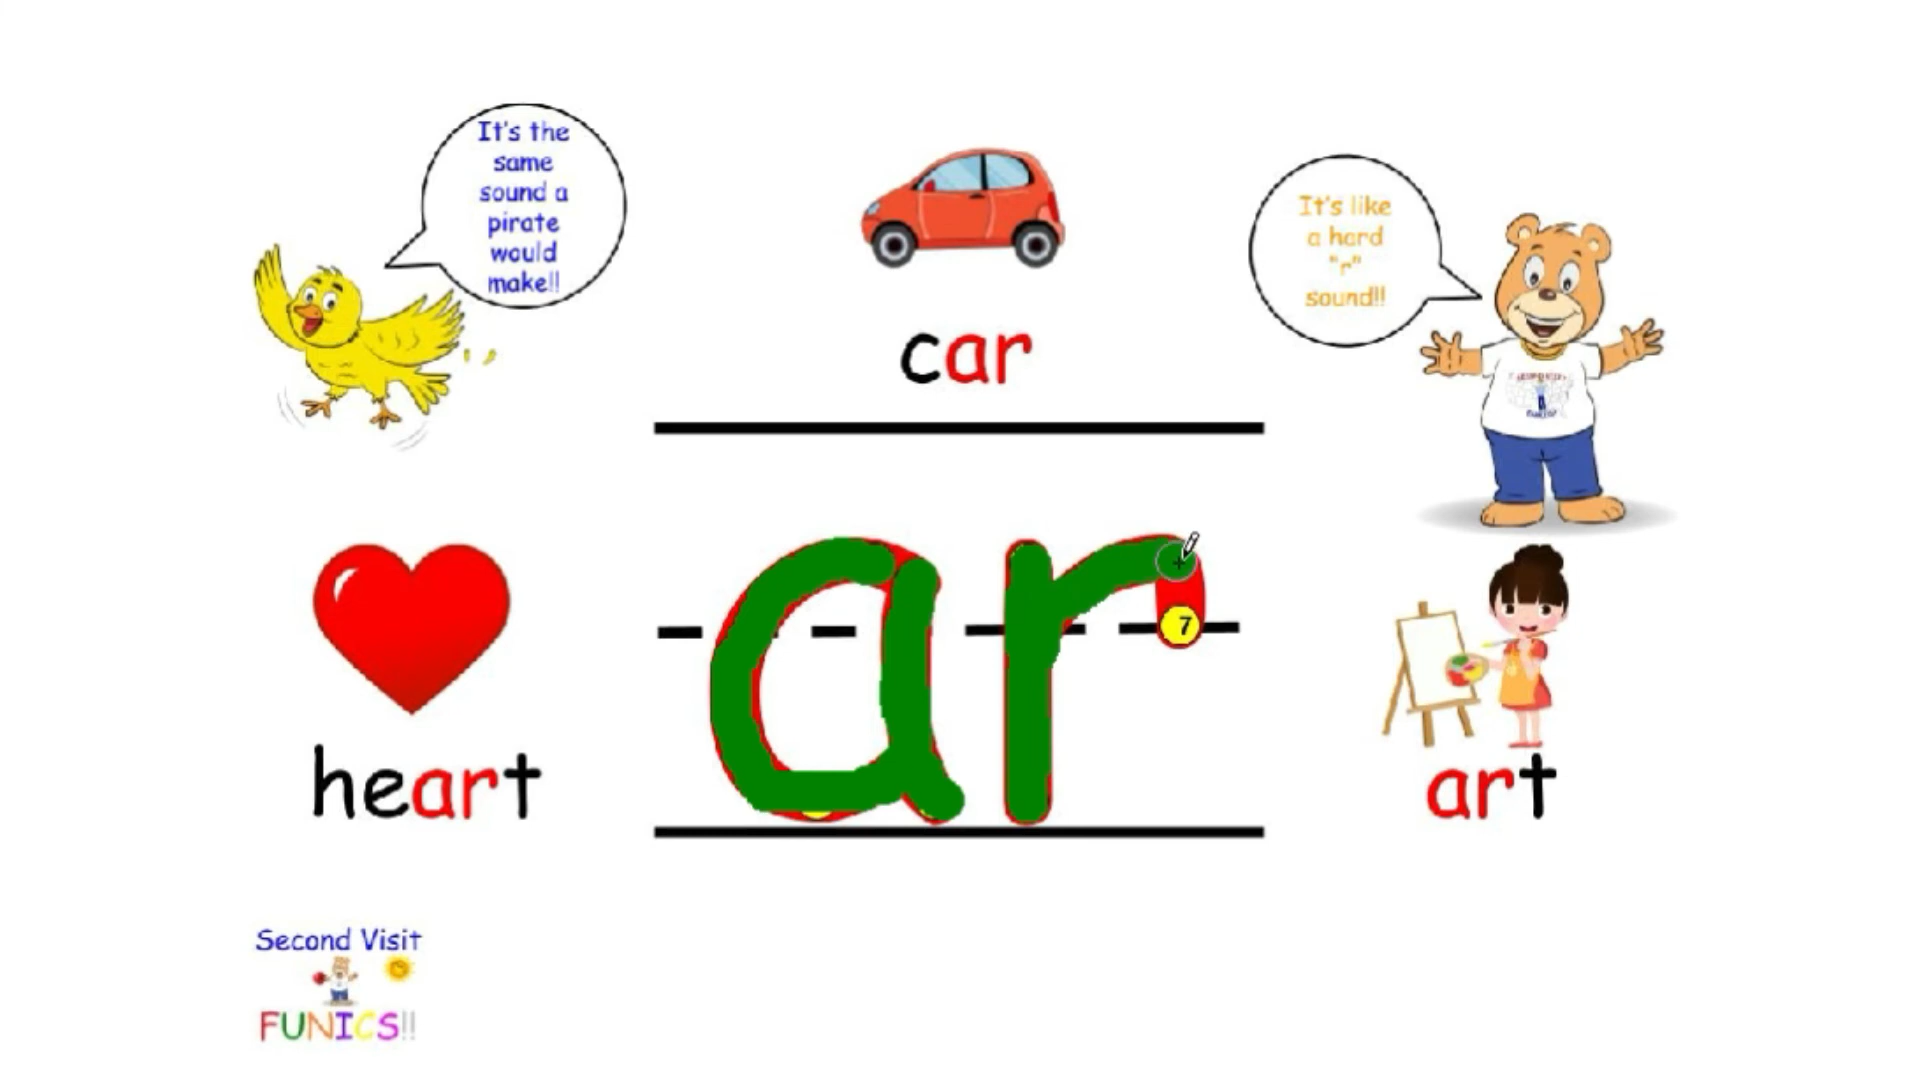 It's the
same
sound a
pirate
would
make!!
It's like
a hard
"r"
sound!!
car
ar
7
heart
art
Second Visit
FUNICS!!